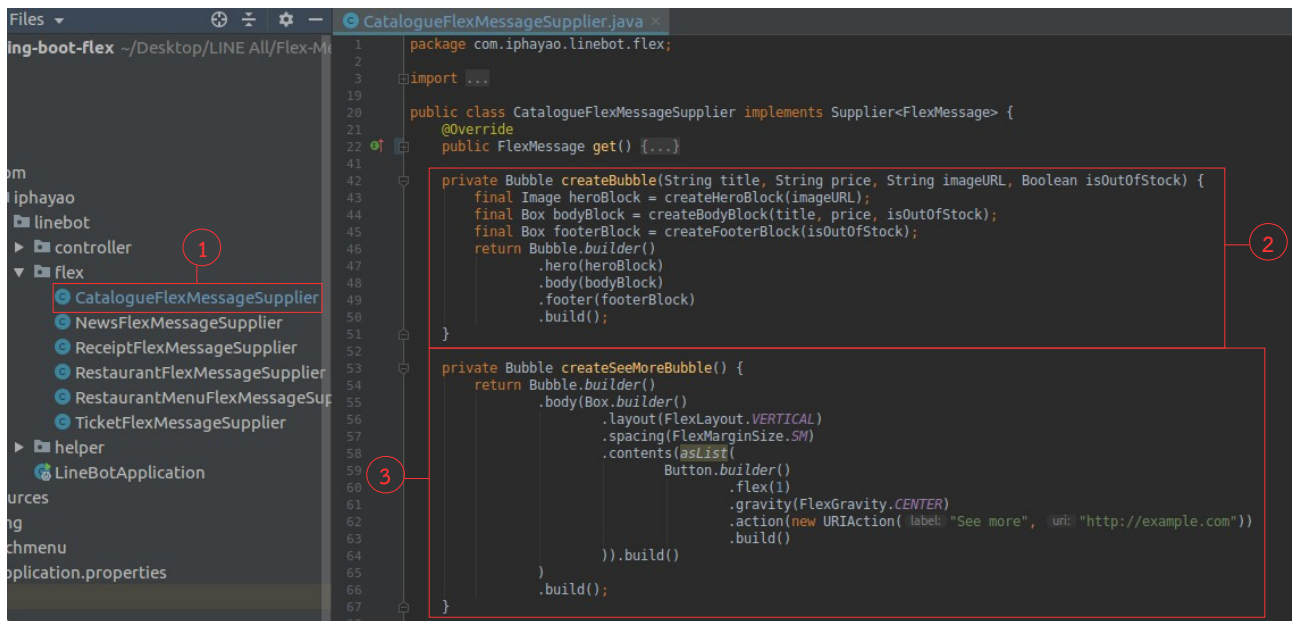 Files
ing-boot-flex ~/Desktop/LINE All/Flex-Me
om
iphayao
linebot
controller
flex
CatalogueFlexMessageSupplier
NewsFlexMessageSupplier
ReceiptFlexMessageSupplier
RestaurantFlexMessageSupplier
RestaurantMenuFlexMessageSup
TicketFlexMessageSupplier
helper
LineBotApplication
urces
ng
chmenu
pplication.properties
1
CatalogueFlexMessageSupplier.java ×
1 package com.iphayao.linebot.flex;
2
3 import ...
19
20 public class CatalogueFlexMessageSupplier implements Supplier<FlexMessage> {
21 @Override
22 public FlexMessage get() {...}
41
42 private Bubble createBubble(String title, String price, String imageURL, Boolean isOutOfStock) {
43 final Image heroBlock = createHeroBlock(imageURL);
44 final Box bodyBlock = createBodyBlock(title, price, isOutOfStock);
45 final Box footerBlock = createFooterBlock(isOutOfStock);
46 return Bubble.builder()
47 .hero(heroBlock)
48 .body(bodyBlock)
49 .footer(footerBlock)
50 .build();
51 }
2
52
53 private Bubble createSeeMoreBubble() {
54 return Bubble.builder()
55 .body(Box.builder()
56 .layout(FlexLayout.VERTICAL)
57 .spacing(FlexMarginSize.SM)
58 .contents(asList(
59 Button.builder()
60 .flex(1)
61 .gravity(FlexGravity.CENTER)
62 .action(new URIAction( label: "See more", uri: "http://example.com"))
63 .build()
64 )).build()
65 )
66 .build();
67 }
3